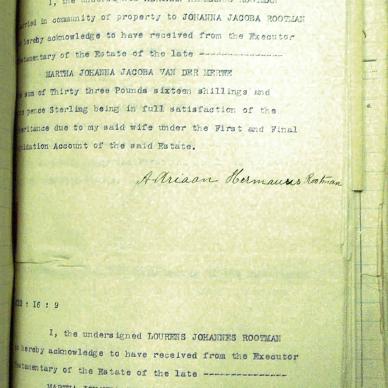 I, the undersigned
married in community of property to JOHANNA JACOBA ROOTMAN
hereby acknowledge to have received from the Executor
tamentary of the Estate of the late ---------------
MARTHA JOHANNA JACOBA VAN DER MERWE
sum of Thirty three Pounds sixteen shillings and
pence Sterling being in full satisfaction of the
heritance due to my said wife under the First and Final
idation Account of the said Estate.
Adriaan Hermanus Rootman
: 16 : 9
I, the undersigned LOURENS JOHANNES ROOTMAN
hereby acknowledge to have received from the Executor
tamentary of the Estate of the late ---------------